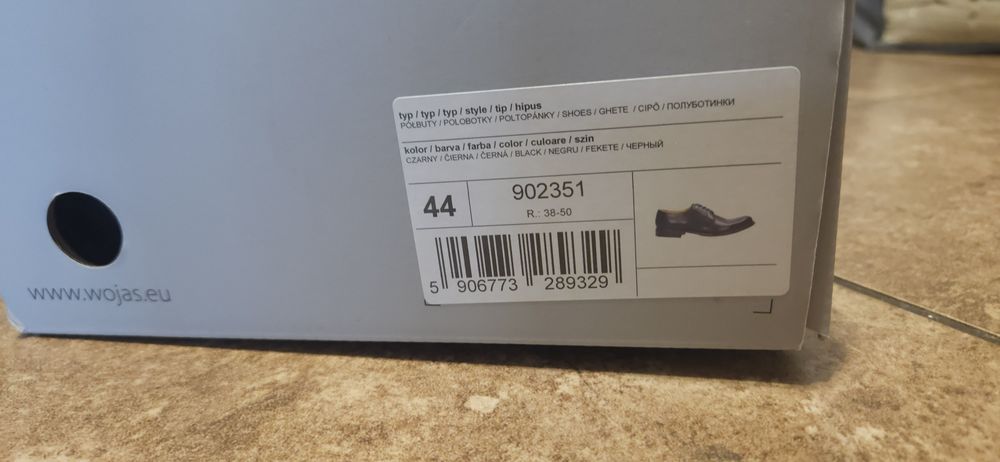 typ / typ / typ / style / tip / hipus
PÓŁBUTY / POLOBOTKY / POLTOPÁNKY / SHOES / GHETE / CIPÖ / ПОЛУБОТИНКИ
kolor / barva / farba / color / culoare / szin
CZARNY / ČIERNA / ČERNÁ / BLACK / NEGRU / FEKETE / ЧЕРНЫЙ
44
902351
R.: 38-50
5 906773 289329
www.wojas.eu